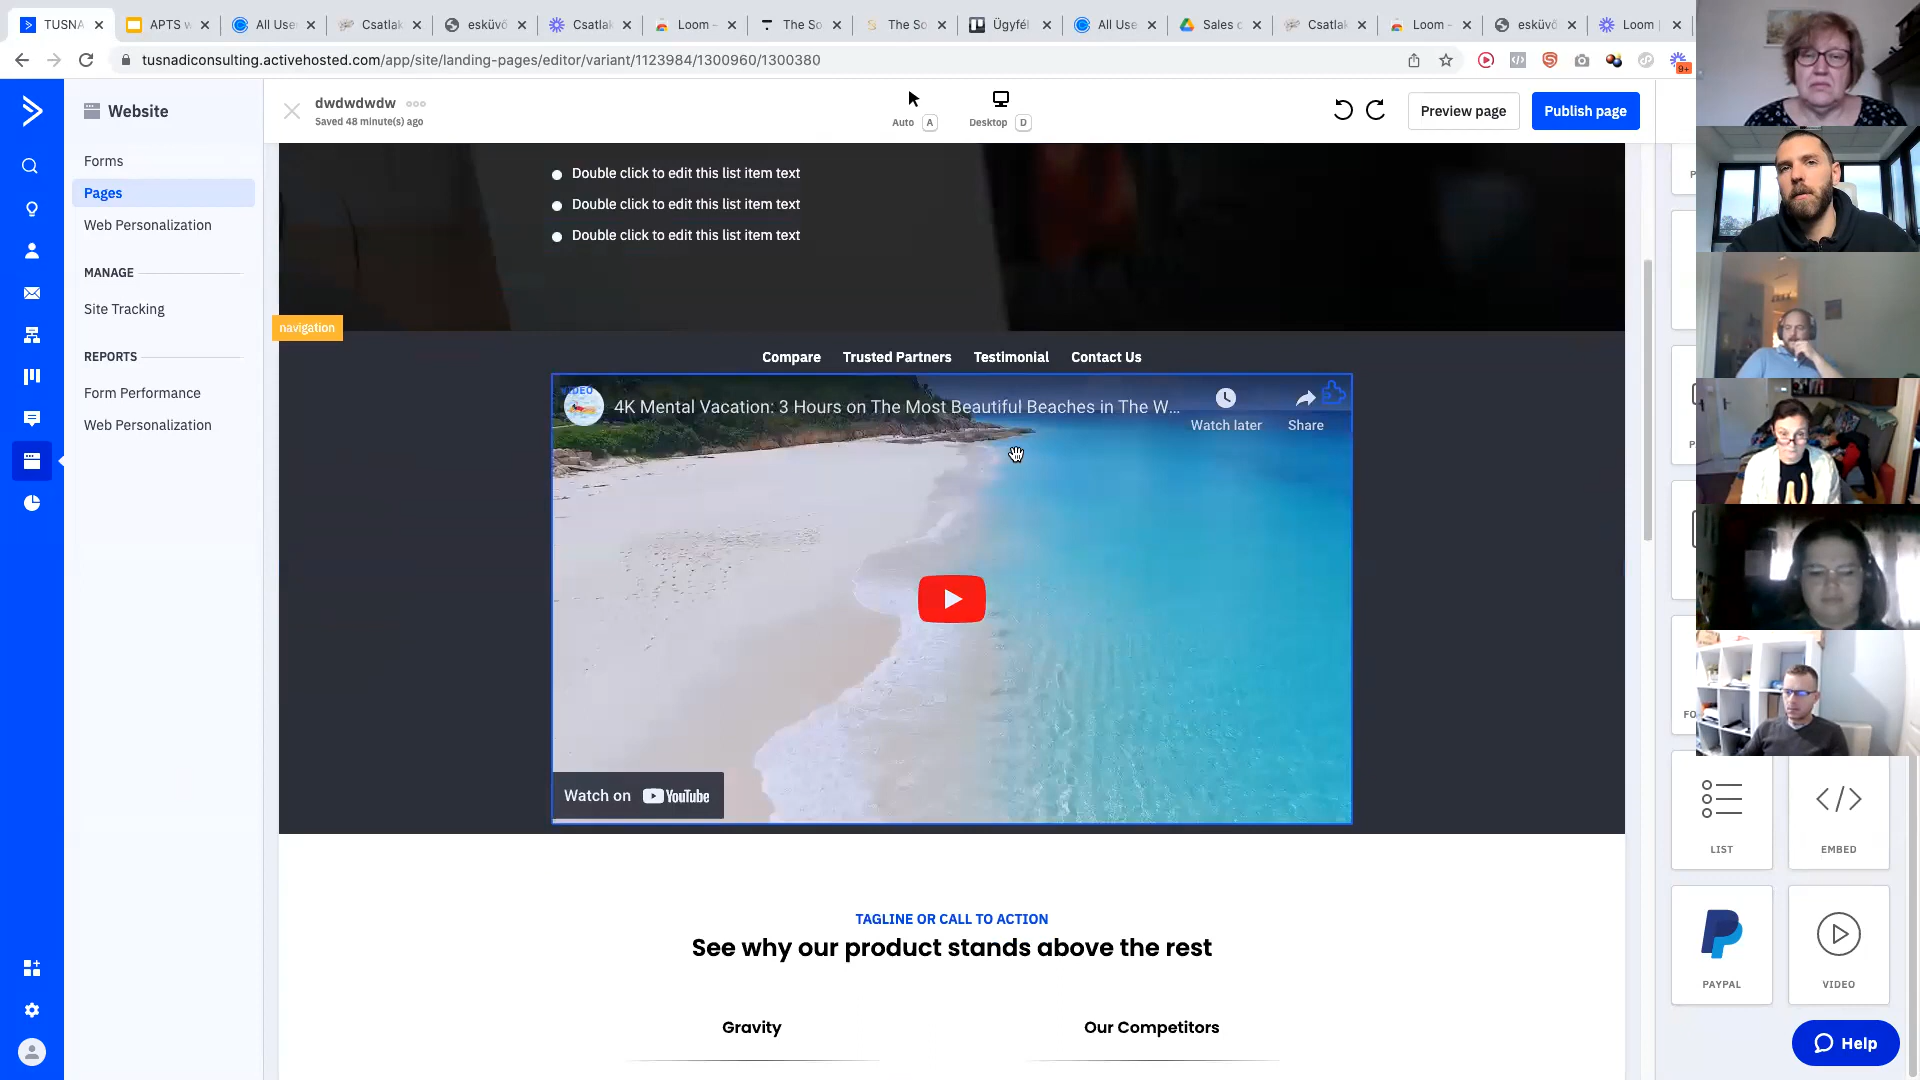 TUSNA
APTS w
All User
Csatlak
esküvő
Csatlak
Loom –
The So
The So
Ügyfél
All Use
Sales c
Csatlak
Loom –
esküvő
Loom |
tusnadiconsulting.activehosted.com/app/site/landing-pages/editor/variant/1123984/1300960/1300380
9+
Website
Forms
Pages
Web Personalization
MANAGE
Site Tracking
REPORTS
Form Performance
Web Personalization
dwdwdwdw
Saved 48 minute(s) ago
Auto A
Desktop D
Preview page
Publish page
Double click to edit this list item text
Double click to edit this list item text
Double click to edit this list item text
navigation
Compare Trusted Partners Testimonial Contact Us
VIDEO
4K Mental Vacation: 3 Hours on The Most Beautiful Beaches in The W...
Watch later
Share
Watch on YouTube
TAGLINE OR CALL TO ACTION
See why our product stands above the rest
Gravity
Our Competitors
LIST
EMBED
PAYPAL
VIDEO
Help